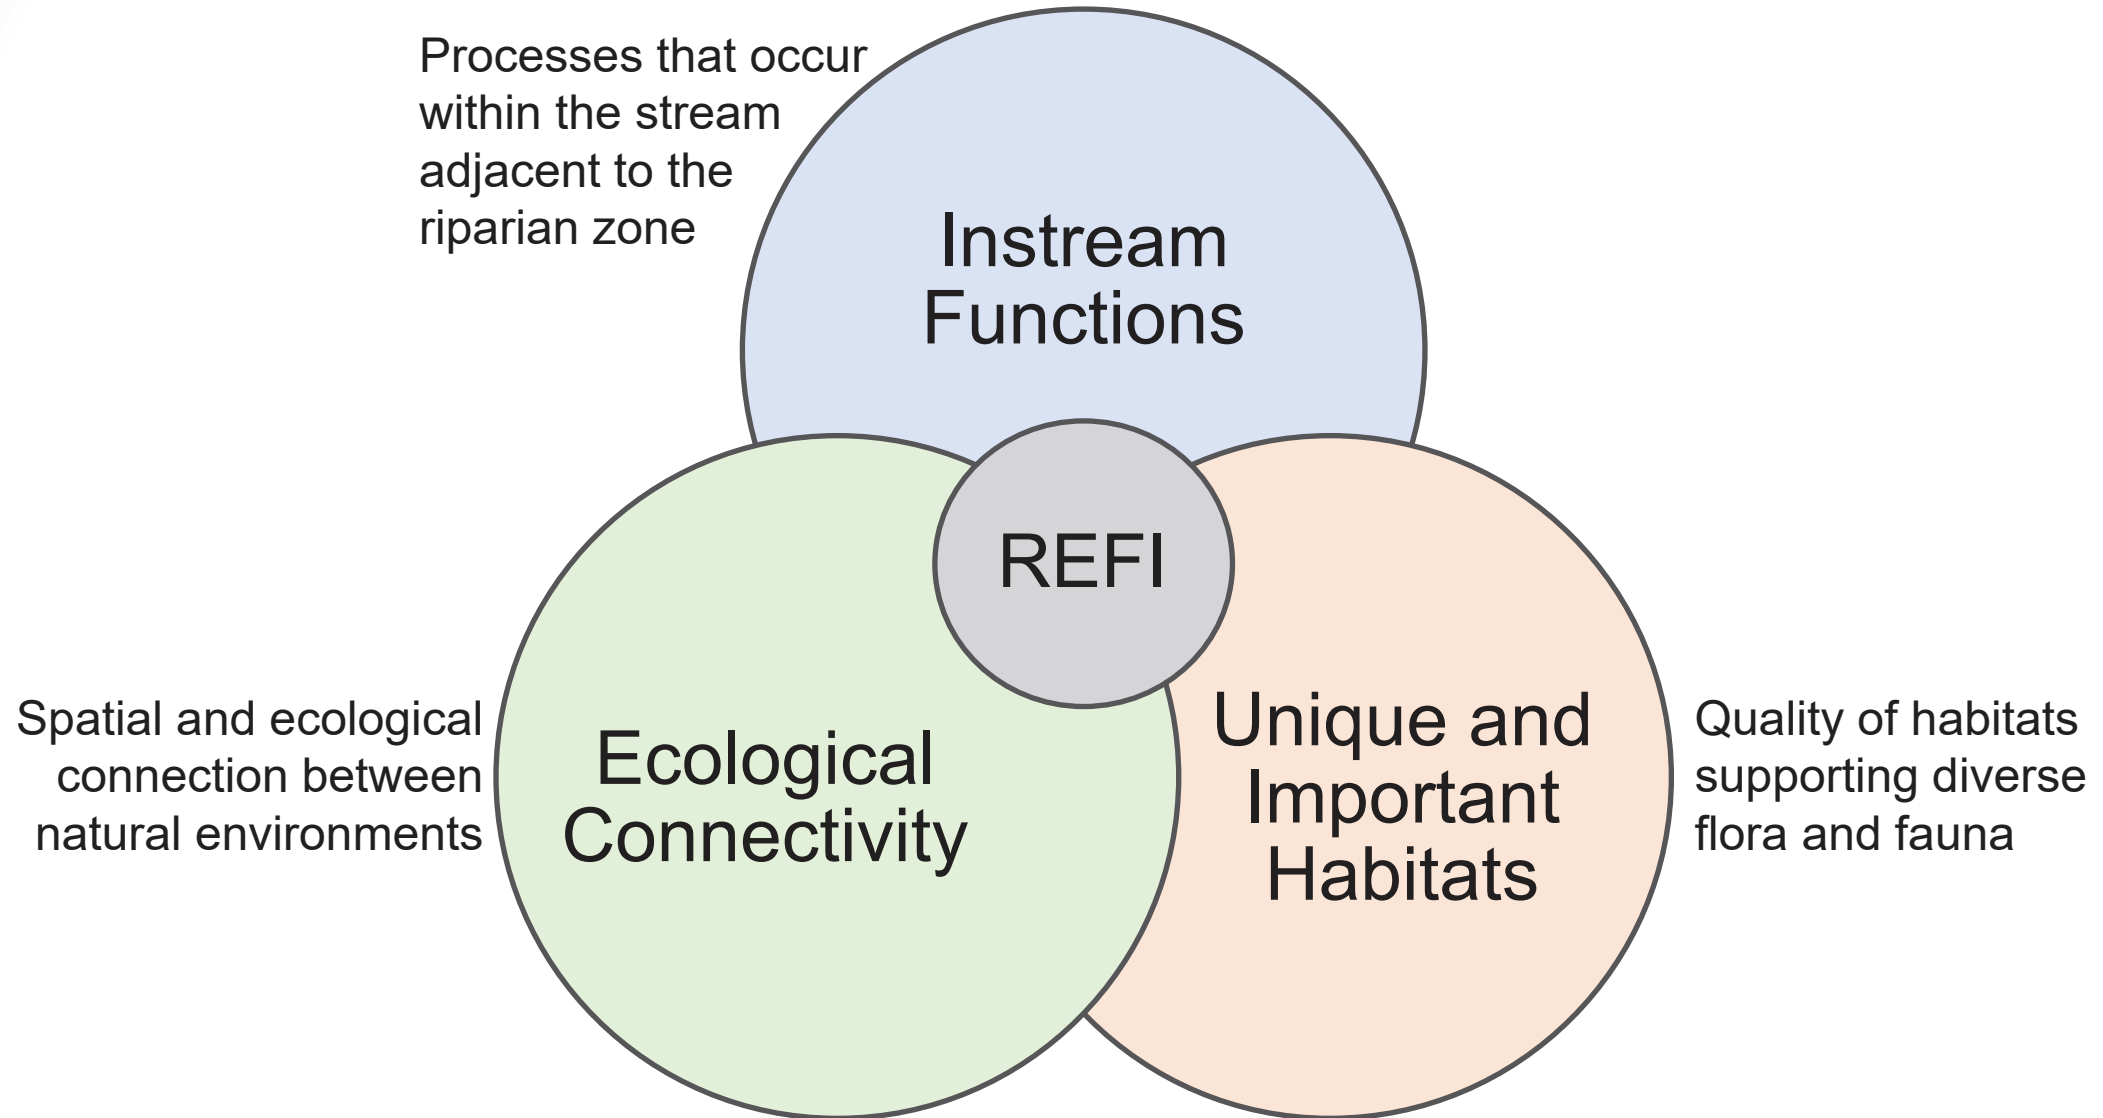 Processes that occur
within the stream
adjacent to the
riparian zone
Instream
Functions
REFI
Spatial and ecological
connection between
natural environments
Ecological
Connectivity
Unique and
Important
Habitats
Quality of habitats
supporting diverse
flora and fauna